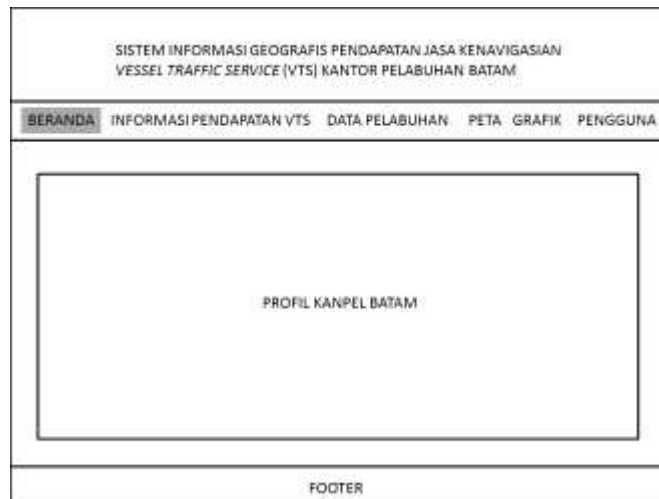 SISTEM INFORMASI GEOGRAFIS PENDAPATAN JASA KENAVIGASIAN
VESSEL TRAFFIC SERVICE (VTS) KANTOR PELABUHAN BATAM
BERANDA INFORMASI PENDAPATAN VTS DATA PELABUHAN PETA GRAFIK PENGGUNA
PROFIL KANPEL BATAM
FOOTER